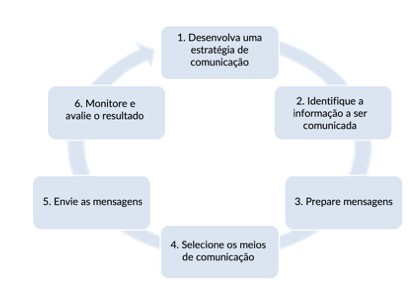 1. Desenvolva uma
estratégia de
comunicação
2. Identifique a
informação a ser
comunicada
3. Prepare mensagens
4. Selecione os meios
de comunicação
5. Envie as mensagens
6. Monitore e
avalie o resultado